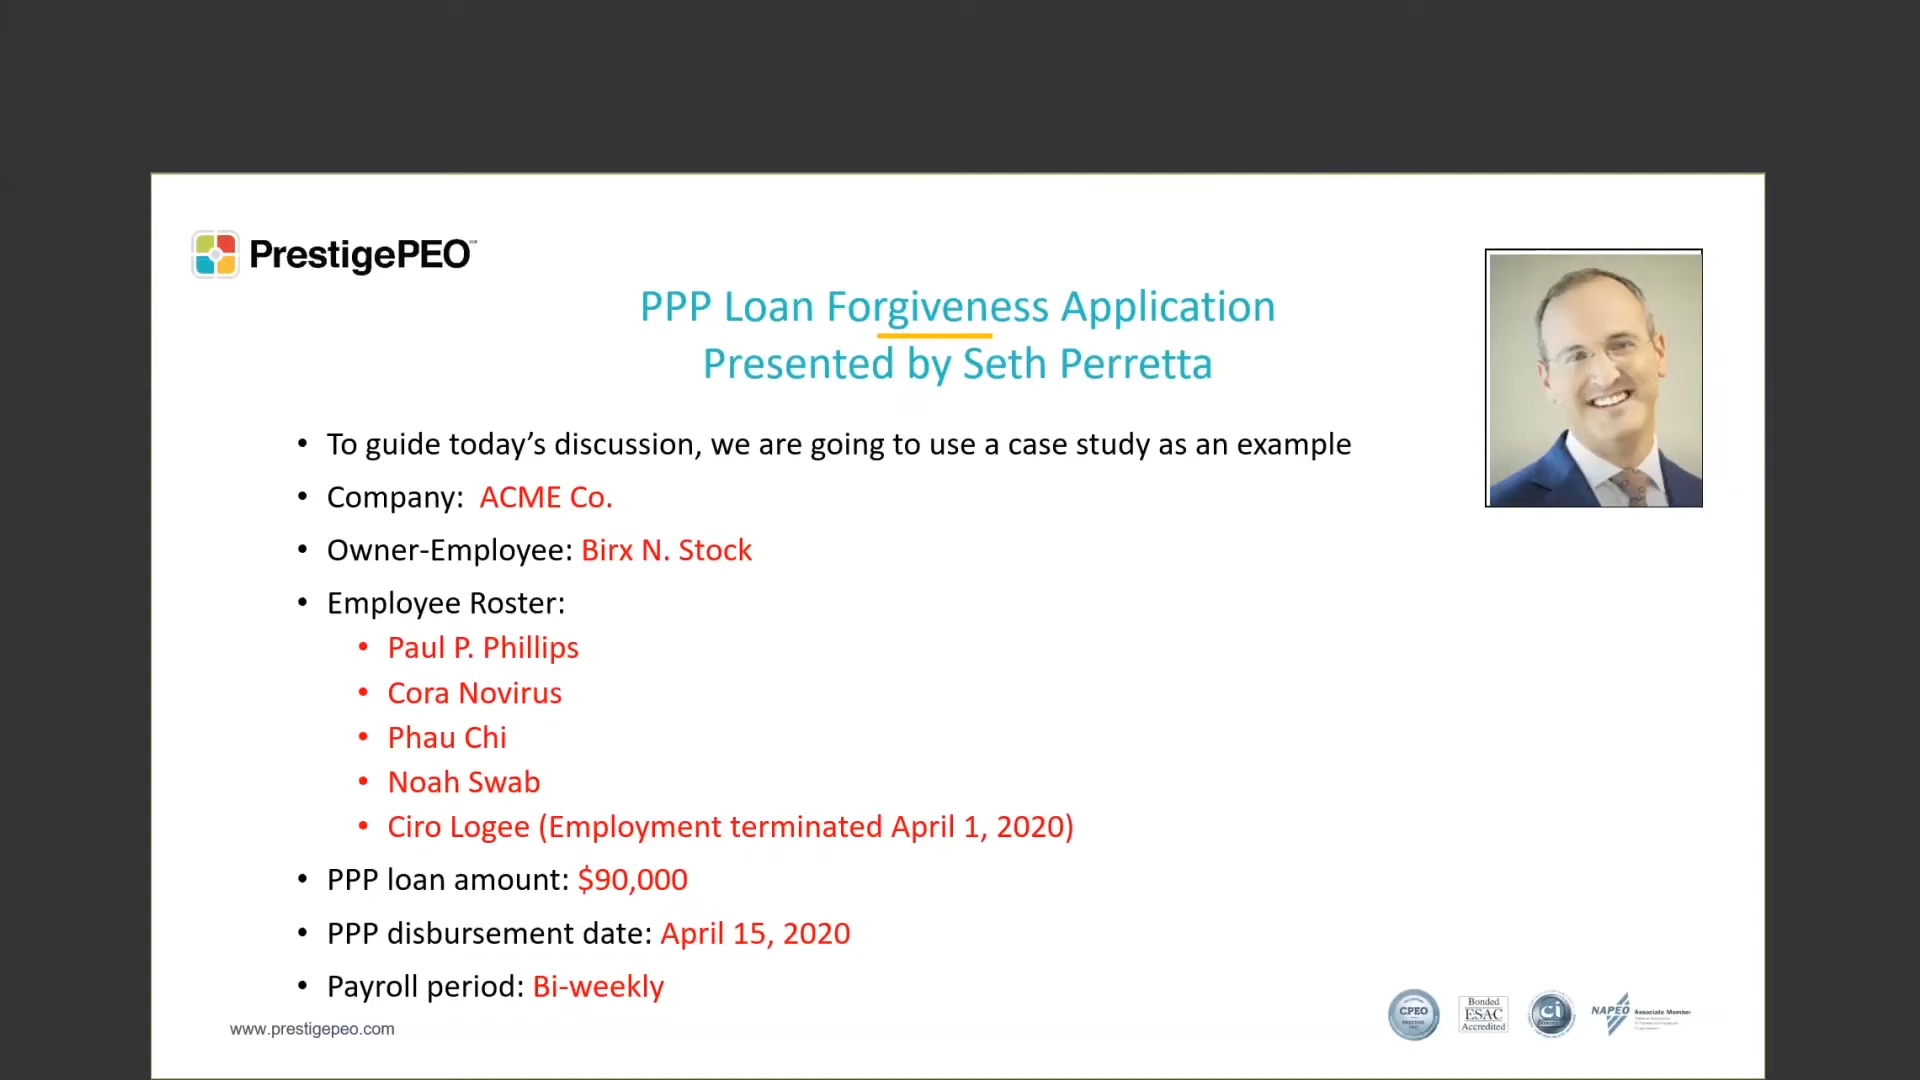 PrestigePEO
PPP Loan Forgiveness Application
Presented by Seth Perretta
• To guide today’s discussion, we are going to use a case study as an example
• Company: ACME Co.
• Owner-Employee: Birx N. Stock
• Employee Roster:
• Paul P. Phillips
• Cora Novirus
• Phau Chi
• Noah Swab
• Ciro Logee (Employment terminated April 1, 2020)
• PPP loan amount: $90,000
• PPP disbursement date: April 15, 2020
• Payroll period: Bi-weekly
www.prestigepeo.com
CPEO
Bonded
ESAC
Accredited
ci
NAPEO Associate Member